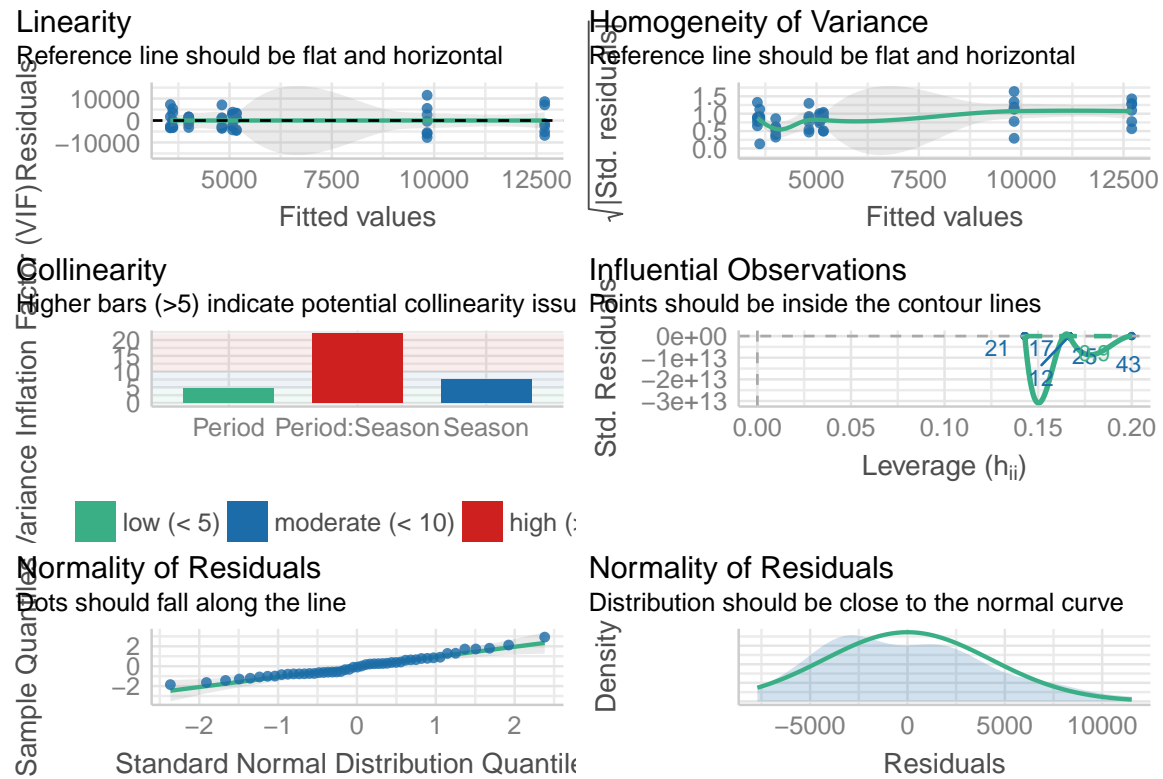 Linearity
Reference line should be flat and horizontal
Residuals
10000
0
−10000
5000 7500 10000 12500
Fitted values
Homogeneity of Variance
Reference line should be flat and horizontal
√|Std. residuals|
1.5
1.0
0.5
0.0
5000 7500 10000 12500
Fitted values
Collinearity
Higher bars (>5) indicate potential collinearity issu
Variance Inflation Factor (VIF)
20
15
10
5
0
Period Period:Season Season
low (< 5) moderate (< 10) high (>
Influential Observations
Points should be inside the contour lines
Std. Residuals
0e+00
−1e+13
−2e+13
−3e+13
21 17 12 25 43
0.00 0.05 0.10 0.15 0.20
Leverage (hii)
Normality of Residuals
Dots should fall along the line
Sample Quantiles
2
0
−2
−2 −1 0 1 2
Standard Normal Distribution Quantile
Normality of Residuals
Distribution should be close to the normal curve
Density
−5000 0 5000 10000
Residuals